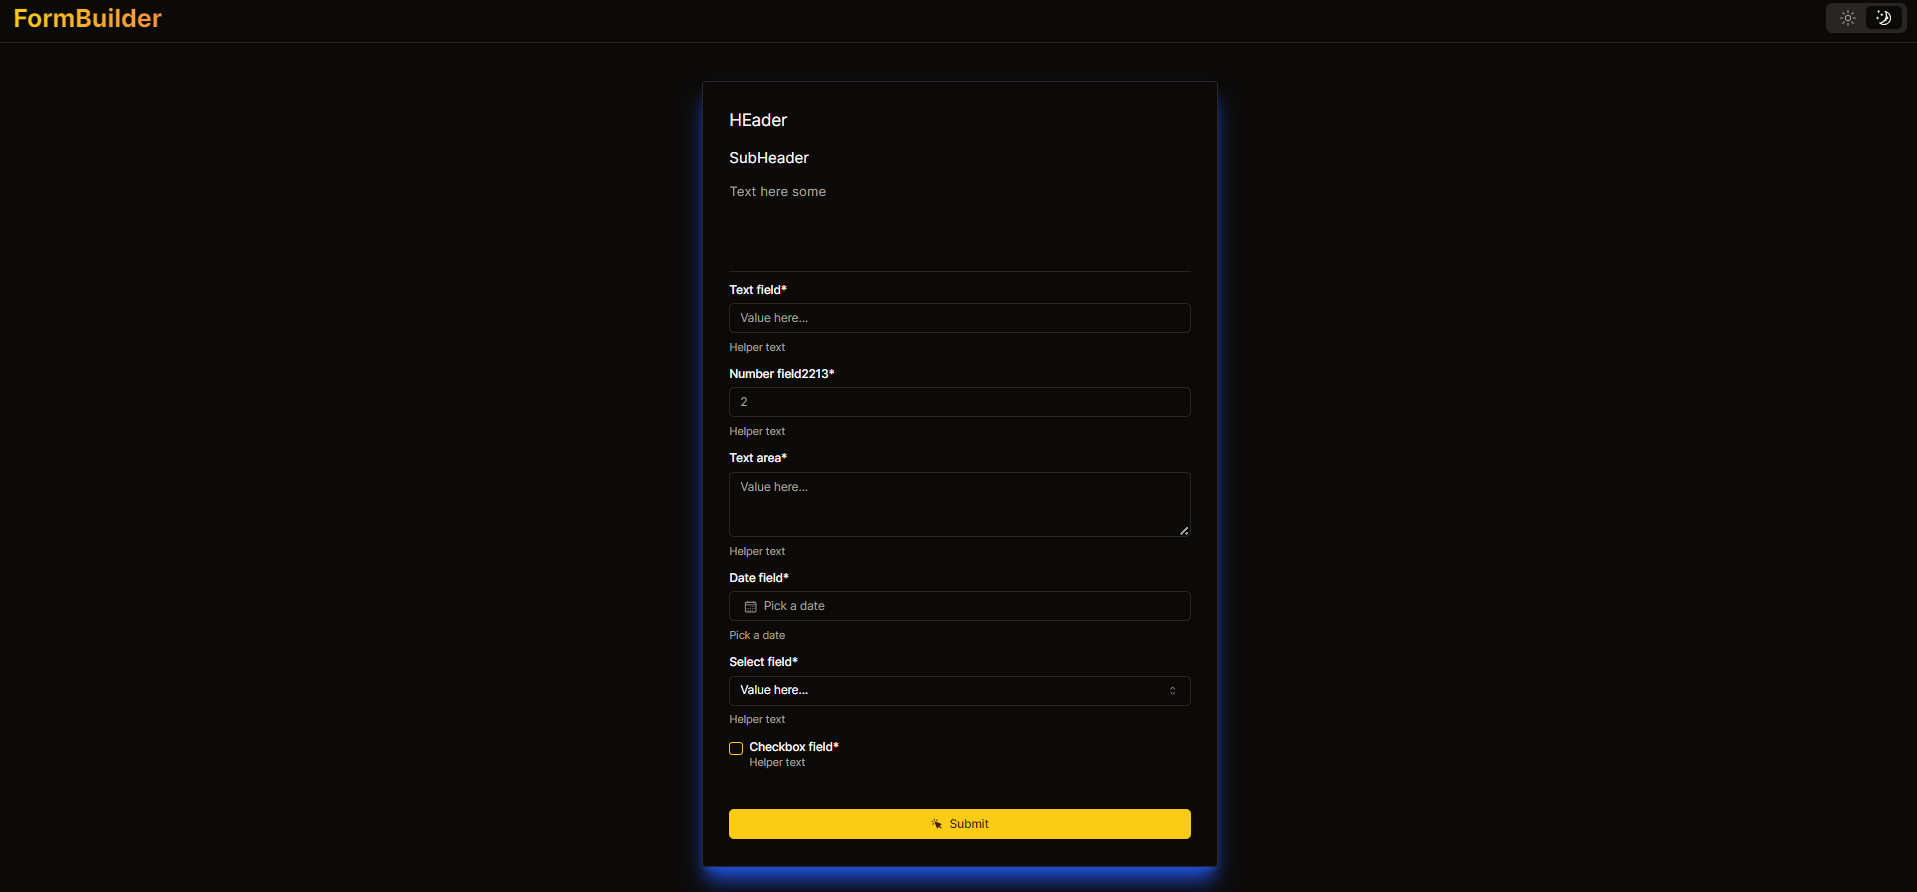 FormBuilder
HEader
SubHeader
Text here some
Text field*
Value here...
Helper text
Number field2213*
2
Helper text
Text area*
Value here...
Helper text
Date field*
Pick a date
Pick a date
Select field*
Value here...
Helper text
Checkbox field*
Helper text
Submit